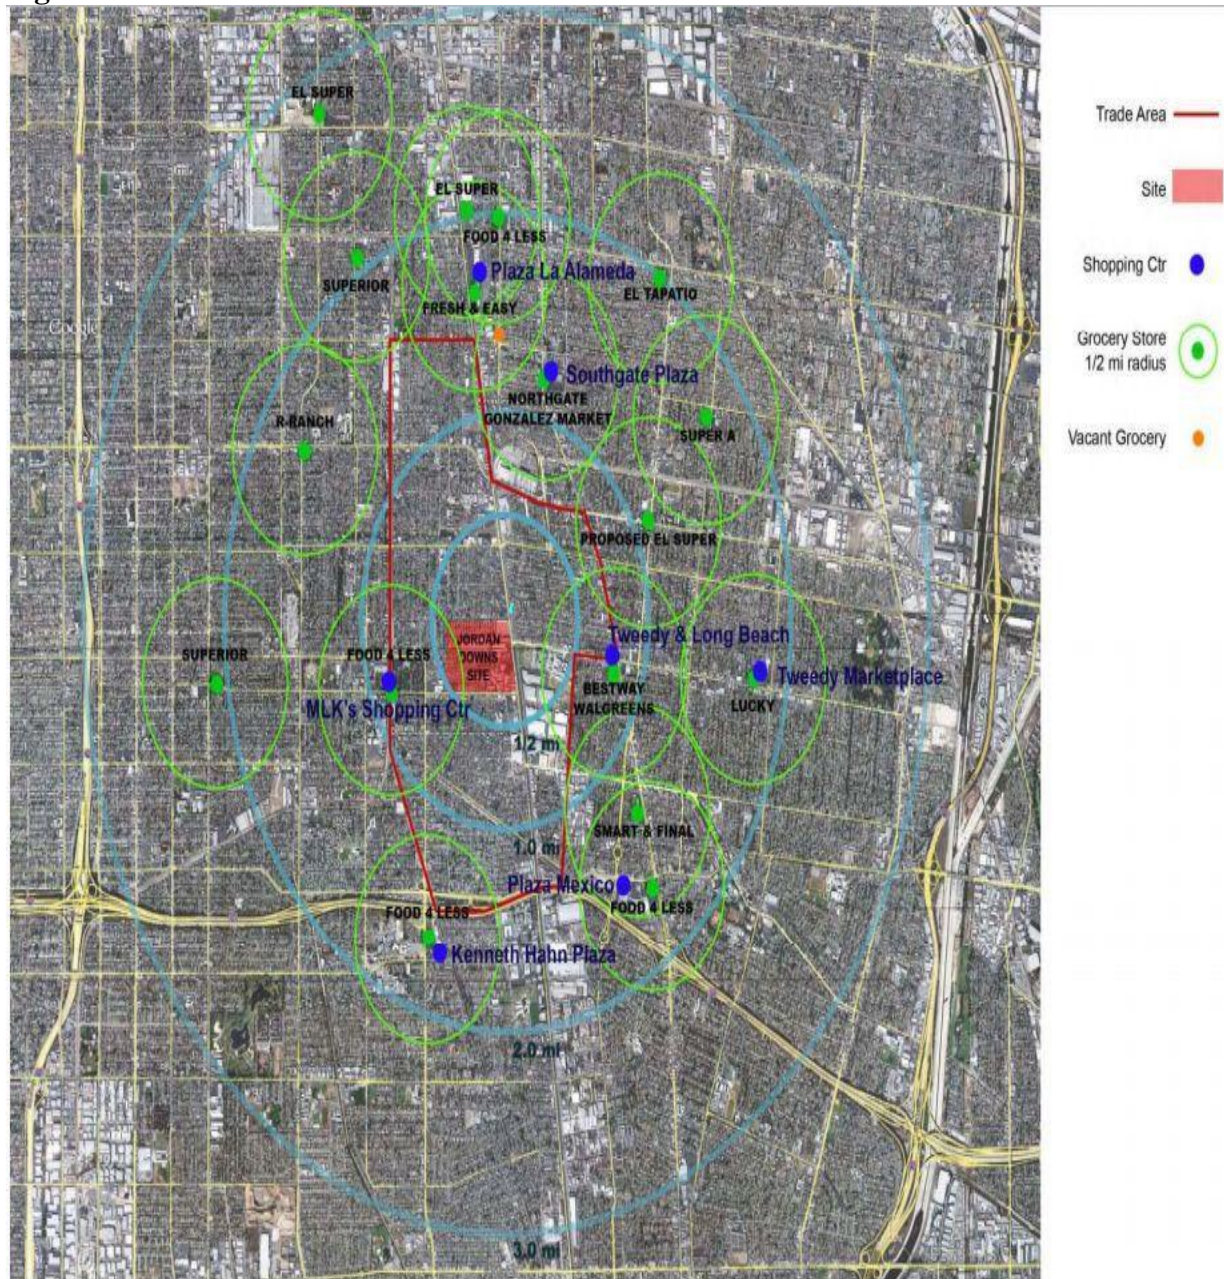 EL SUPER
EL SUPER
FOOD 4 LESS
Plaza La Alameda
SUPERIOR
EL TAPATIO
FRESH & EASY
Google
Southgate Plaza
NORTHGATE
GONZALEZ MARKET
R-RANCH
SUPER A
PROPOSED EL SUPER
Tweedy & Long Beach
JORDAN
DOWNS
SITE
SUPERIOR
FOOD 4 LESS
BESTWAY
WALGREENS
Tweedy Marketplace
LUCKY
MLK's Shopping Ctr
1/2 mi
SMART & FINAL
1.0 mi
Plaza Mexico
FOOD 4 LESS
FOOD 4 LESS
Kenneth Hahn Plaza
2.0 mi
3.0 mi
Trade Area
Site
Shopping Ctr
Grocery Store
1/2 mi radius
Vacant Grocery